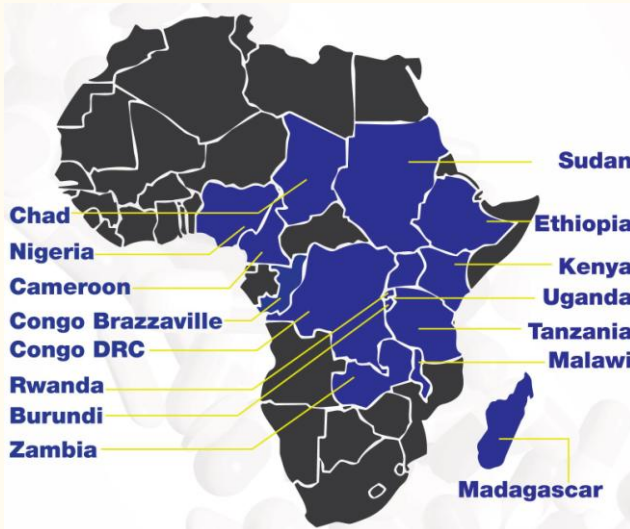 Chad
Nigeria
Cameroon
Congo Brazzaville
Congo DRC
Rwanda
Burundi
Zambia
Sudan
Ethiopia
Kenya
Uganda
Tanzania
Malawi
Madagascar